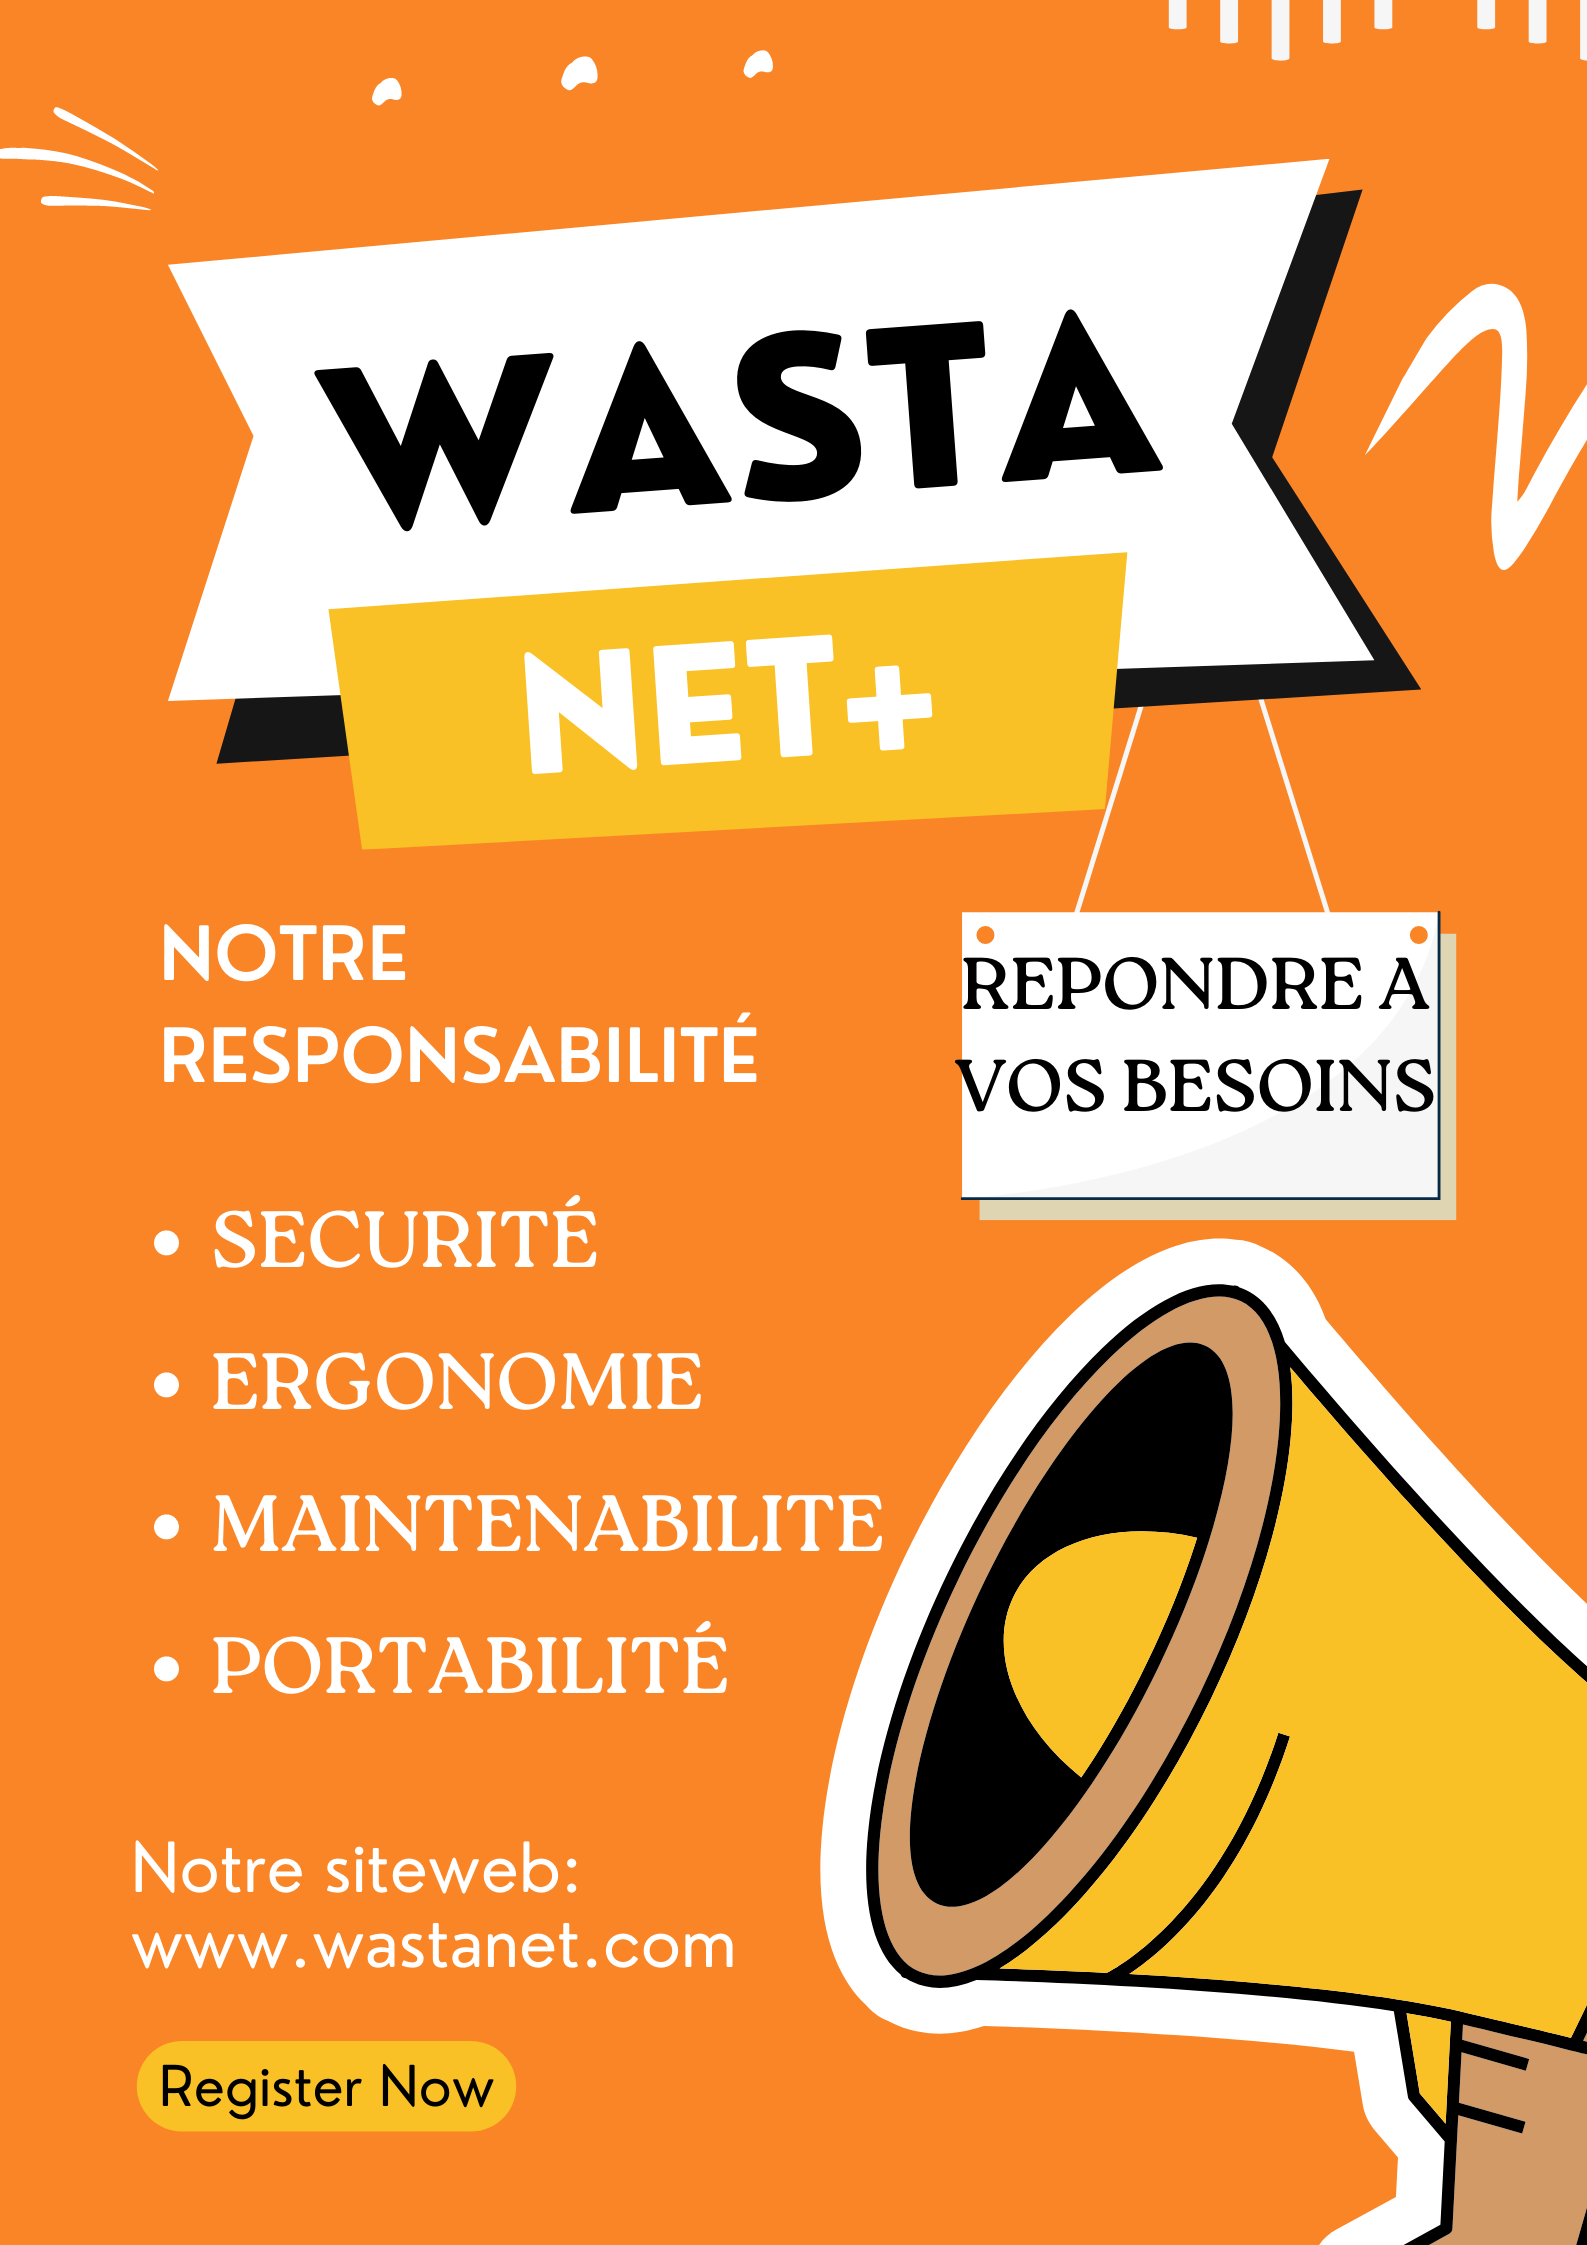 WASTA
NET+
NOTRE
RESPONSABILITÉ
REPONDRE A
VOS BESOINS
• SECURITÉ
• ERGONOMIE
• MAINTENABILITE
• PORTABILITÉ
Notre siteweb:
www.wastanet.com
Register Now